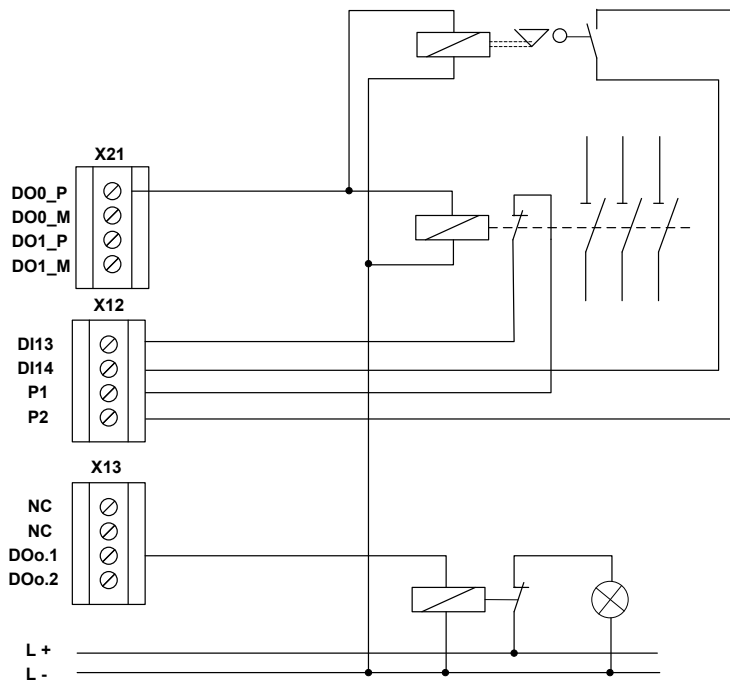 X21
DO0_P
DO0_M
DO1_P
DO1_M
X12
DI13
DI14
P1
P2
X13
NC
NC
DOo.1
DOo.2
L +
L -